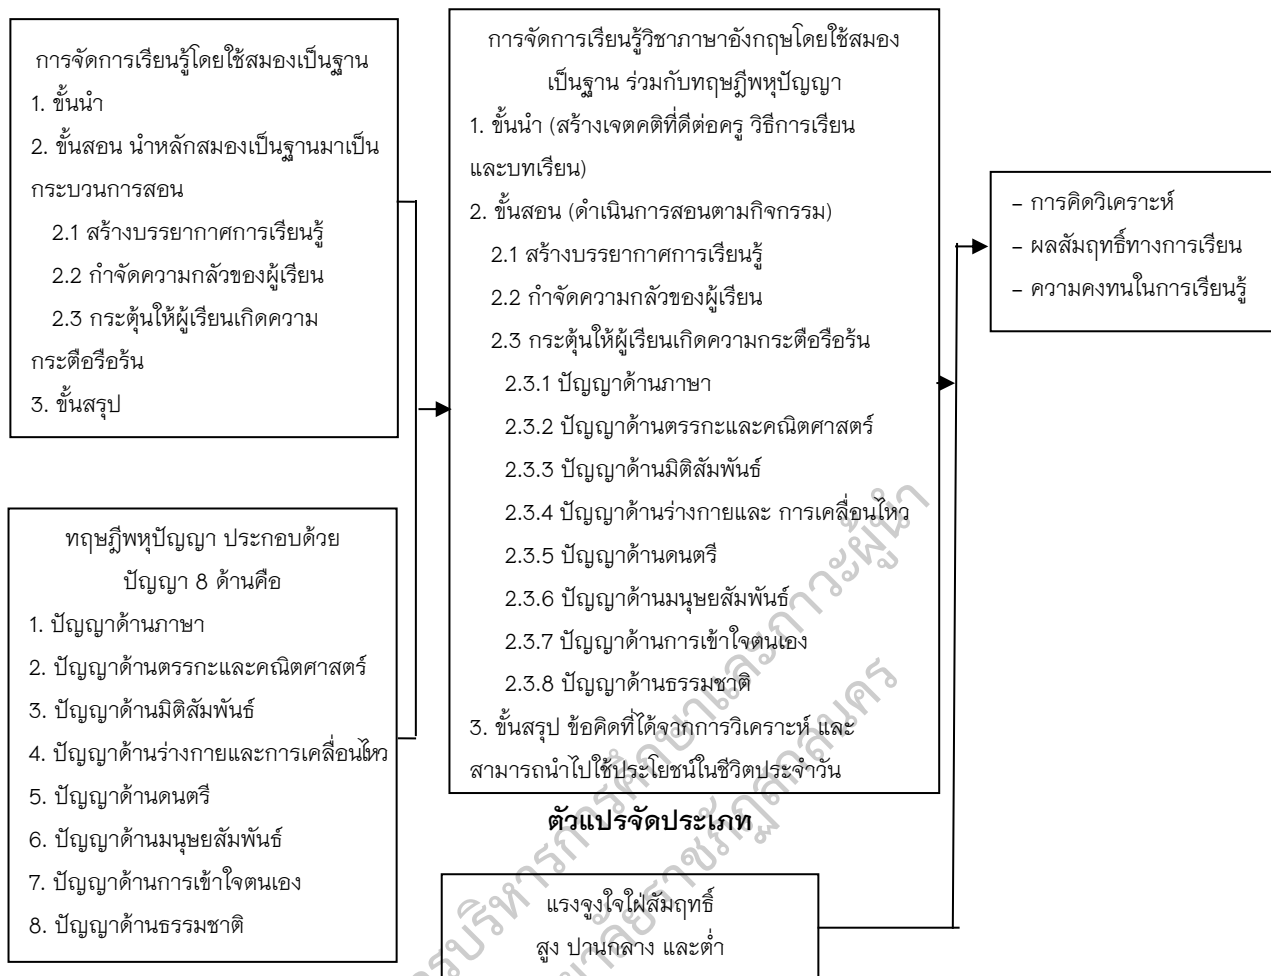 การจัดการเรียนรู้โดยใช้สมองเป็นฐาน
1. ขั้นนำ
2. ขั้นสอน นำหลักสมองเป็นฐานมาเป็น
กระบวนการสอน
2.1 สร้างบรรยากาศการเรียนรู้
2.2 กำจัดความกลัวของผู้เรียน
2.3 กระตุ้นให้ผู้เรียนเกิดความ
กระตือรือร้น
3. ขั้นสรุป
ทฤษฎีพหุปัญญา ประกอบด้วย
ปัญญา 8 ด้านคือ
1. ปัญญาด้านภาษา
2. ปัญญาด้านตรรกะและคณิตศาสตร์
3. ปัญญาด้านมิติสัมพันธ์
4. ปัญญาด้านร่างกายและการเคลื่อนไหว
5. ปัญญาด้านดนตรี
6. ปัญญาด้านมนุษยสัมพันธ์
7. ปัญญาด้านการเข้าใจตนเอง
8. ปัญญาด้านธรรมชาติ
การจัดการเรียนรู้วิชาภาษาอังกฤษโดยใช้สมอง
เป็นฐาน ร่วมกับทฤษฎีพหุปัญญา
1. ขั้นนำ (สร้างเจตคติที่ดีต่อครู วิธีการเรียน
และบทเรียน)
2. ขั้นสอน (ดำเนินการสอนตามกิจกรรม)
2.1 สร้างบรรยากาศการเรียนรู้
2.2 กำจัดความกลัวของผู้เรียน
2.3 กระตุ้นให้ผู้เรียนเกิดความกระตือรือร้น
2.3.1 ปัญญาด้านภาษา
2.3.2 ปัญญาด้านตรรกะและคณิตศาสตร์
2.3.3 ปัญญาด้านมิติสัมพันธ์
2.3.4 ปัญญาด้านร่างกายและ การเคลื่อนไหว
2.3.5 ปัญญาด้านดนตรี
2.3.6 ปัญญาด้านมนุษยสัมพันธ์
2.3.7 ปัญญาด้านการเข้าใจตนเอง
2.3.8 ปัญญาด้านธรรมชาติ
3. ขั้นสรุป ข้อคิดที่ได้จากการวิเคราะห์ และ
สามารถนำไปใช้ประโยชน์ในชีวิตประจำวัน
ตัวแปรจัดประเภท
แรงจูงใจใฝ่สัมฤทธิ์
สูง ปานกลาง และต่ำ
– การคิดวิเคราะห์
– ผลสัมฤทธิ์ทางการเรียน
– ความคงทนในการเรียนรู้
การบริหารการศึกษาและภาวะผู้นำ